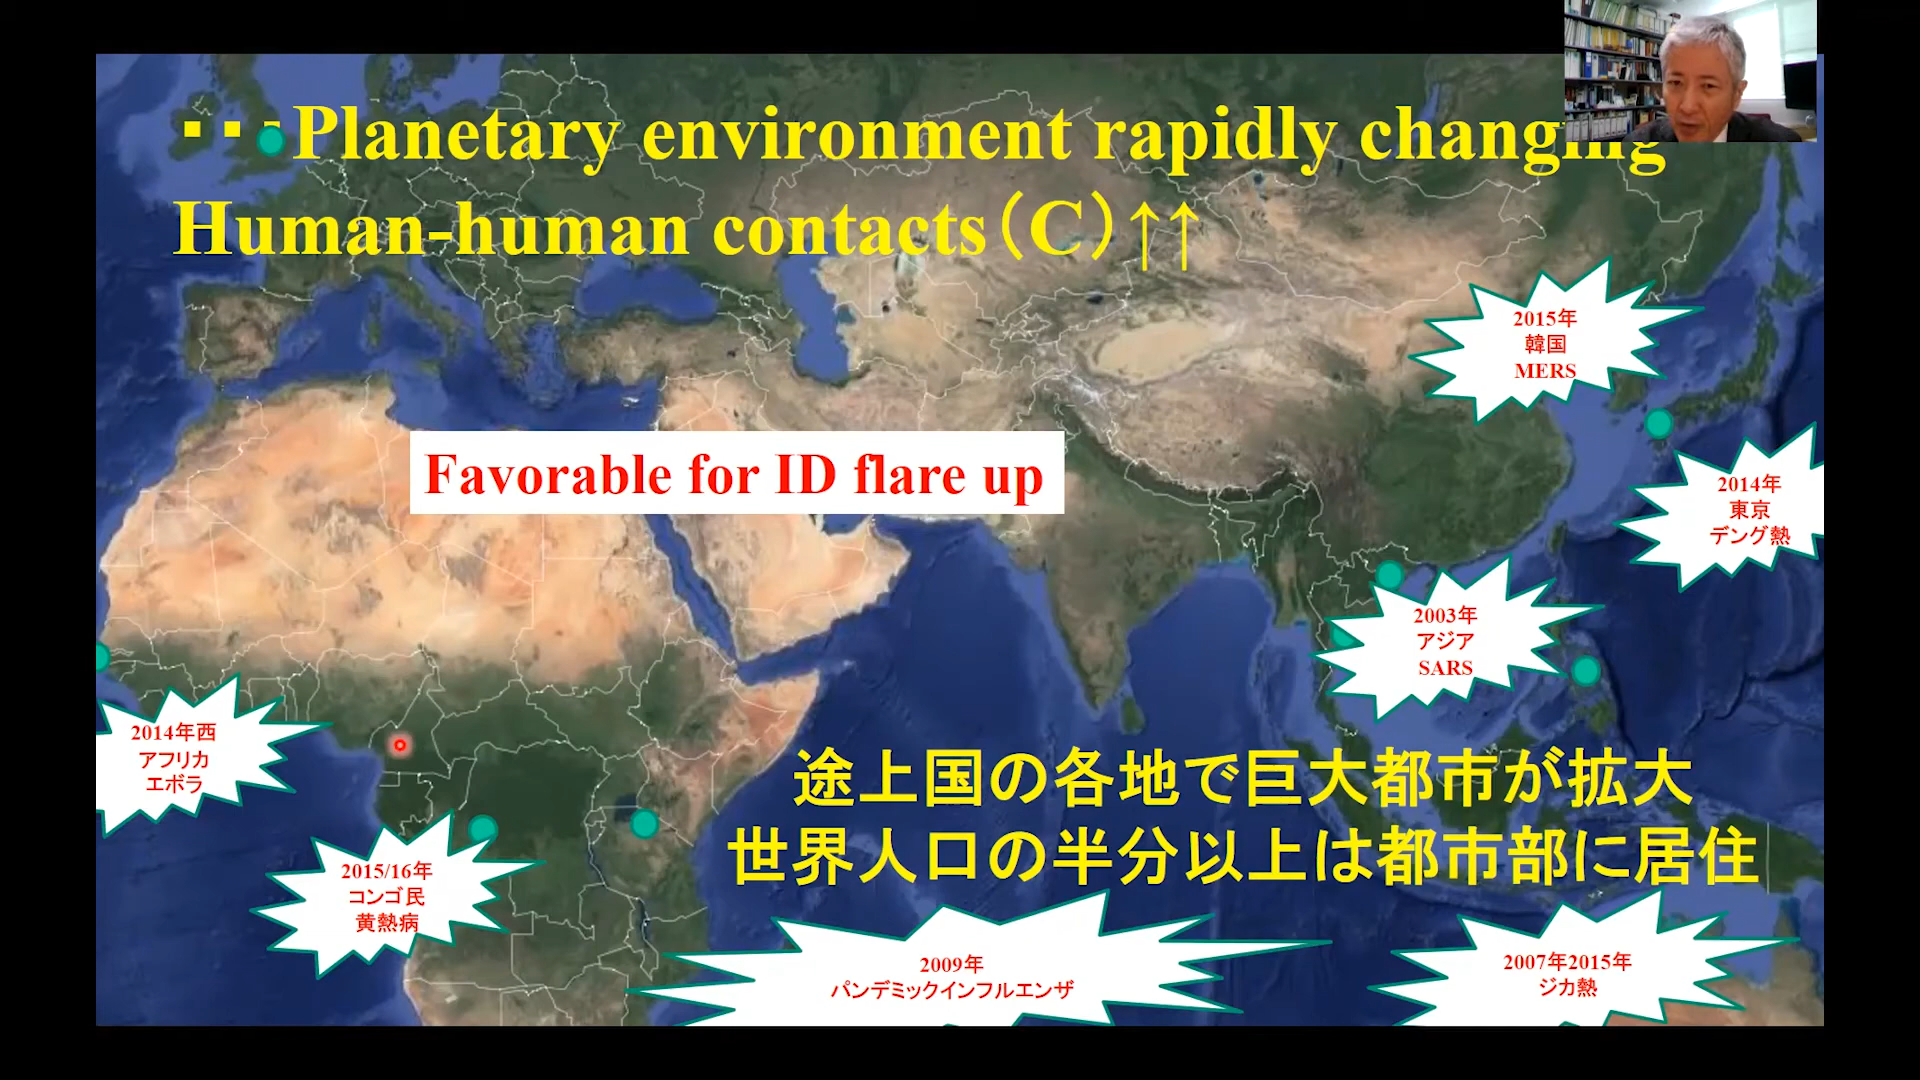 ・・・Planetary environment rapidly changing
Human-human contacts（C）↑↑
2015年
韓国
MERS
Favorable for ID flare up
2014年
東京
デング熱
2003年
アジア
SARS
2014年西
アフリカ
エボラ
途上国の各地で巨大都市が拡大
世界人口の半分以上は都市部に居住
2015/16年
コンゴ民
黄熱病
2009年
パンデミックインフルエンザ
2007年2015年
ジカ熱